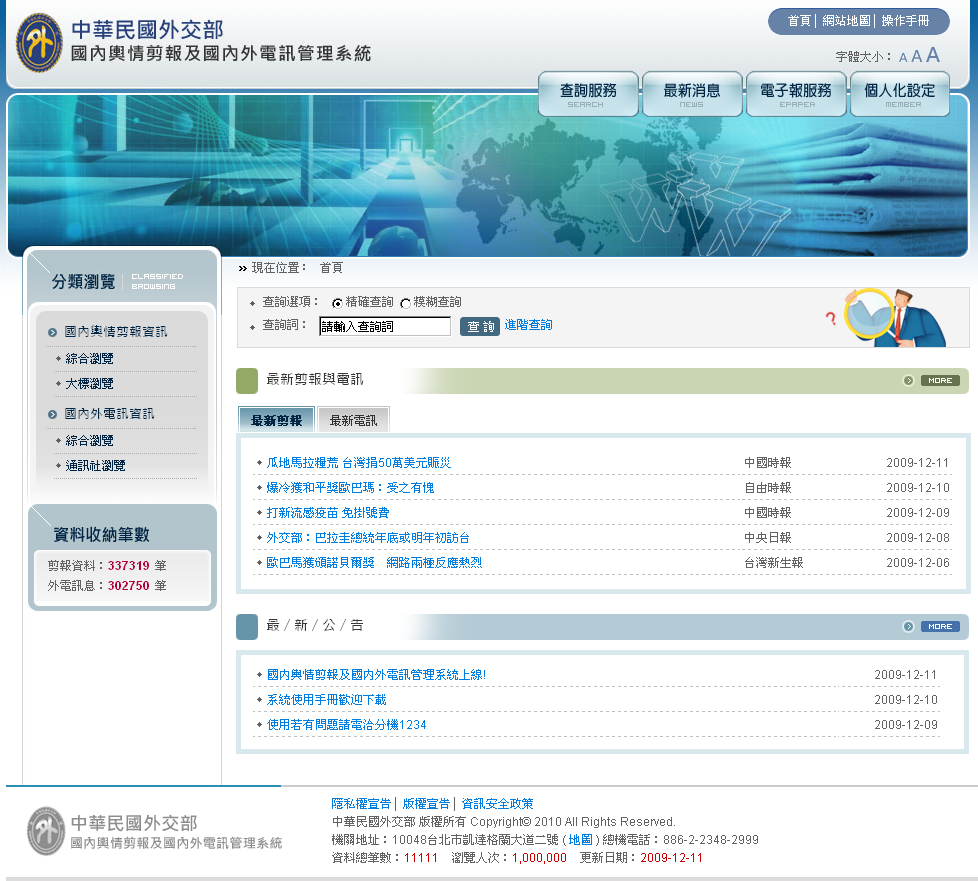 中華民國外交部
國內輿情剪報及國內外電訊管理系統
首頁│ 網站地圖│ 操作手冊
字體大小： A A A
查詢服務 最新消息 電子報服務 個人化設定
SEARCH NEWS EPAPER MEMBER
WWW
分類瀏覽 CLASSIFIED BROWSING
國內輿情剪報資訊
綜合瀏覽
大標瀏覽
國內外電訊資訊
綜合瀏覽
通訊社瀏覽
資料收納筆數
剪報資料：337319 筆
外電訊息：302750 筆
現在位置： 首頁
查詢選項： 精確查詢 模糊查詢
查詢詞： 請輸入查詢詞 查 詢 進階查詢
最新剪報與電訊 MORE
最新剪報 最新電訊
瓜地馬拉糧荒 台灣捐50萬美元賑災 中國時報 2009-12-11
爆冷獲和平獎歐巴瑪：受之有愧 自由時報 2009-12-10
打新流感疫苗 免掛號費 中國時報 2009-12-09
外交部：巴拉圭總統年底或明年初訪台 中央日報 2009-12-08
歐巴馬獲頒諾貝爾獎 網路兩極反應熱烈 台灣新生報 2009-12-06
最 / 新 / 公 / 告 MORE
國內輿情剪報及國內外電訊管理系統上線! 2009-12-11
系統使用手冊歡迎下載 2009-12-10
使用若有問題請電洽分機1234 2009-12-09
中華民國外交部
國內輿情剪報及國內外電訊管理系統
隱私權宣告│ 版權宣告│ 資訊安全政策
中華民國外交部 版權所有 Copyright© 2010 All Rights Reserved.
機關地址：10048台北市凱達格蘭大道二號 ( 地圖 ) 總機電話：886-2-2348-2999
資料總筆數：11111 瀏覽人次：1,000,000 更新日期：2009-12-11